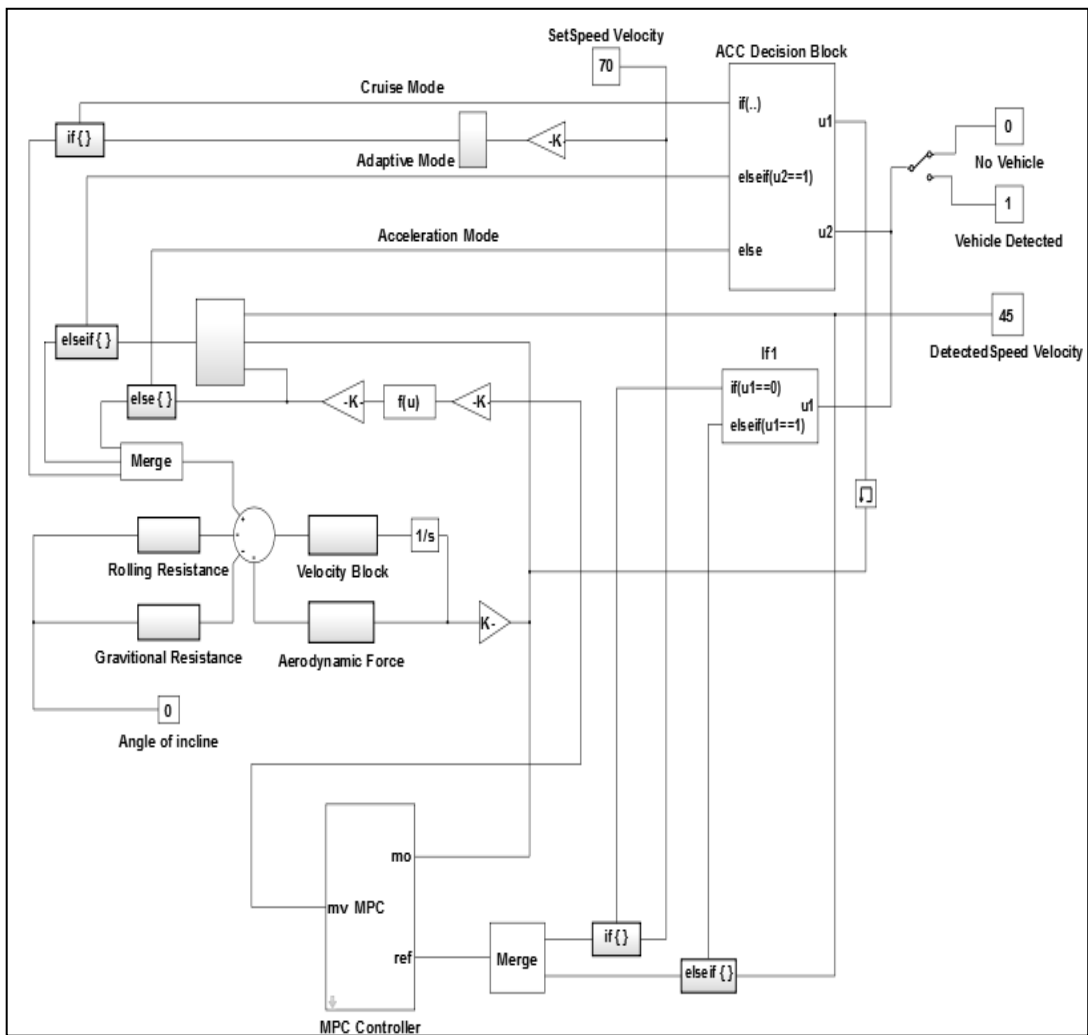 SetSpeed Velocity
70
ACC Decision Block
Cruise Mode
if(..)
u1
0
No Vehicle
if{ }
-K-
Adaptive Mode
elseif(u2==1)
1
Vehicle Detected
Acceleration Mode
else
u2
45
DetectedSpeed Velocity
elseif{ }
If1
if(u1==0)
u1
elseif(u1==1)
else{ }
-K-
f(u)
-K-
Merge
Rolling Resistance
Velocity Block
1/s
Gravitional Resistance
Aerodynamic Force
K-
0
Angle of incline
mo
mv MPC
ref
Merge
if{ }
elseif{ }
MPC Controller